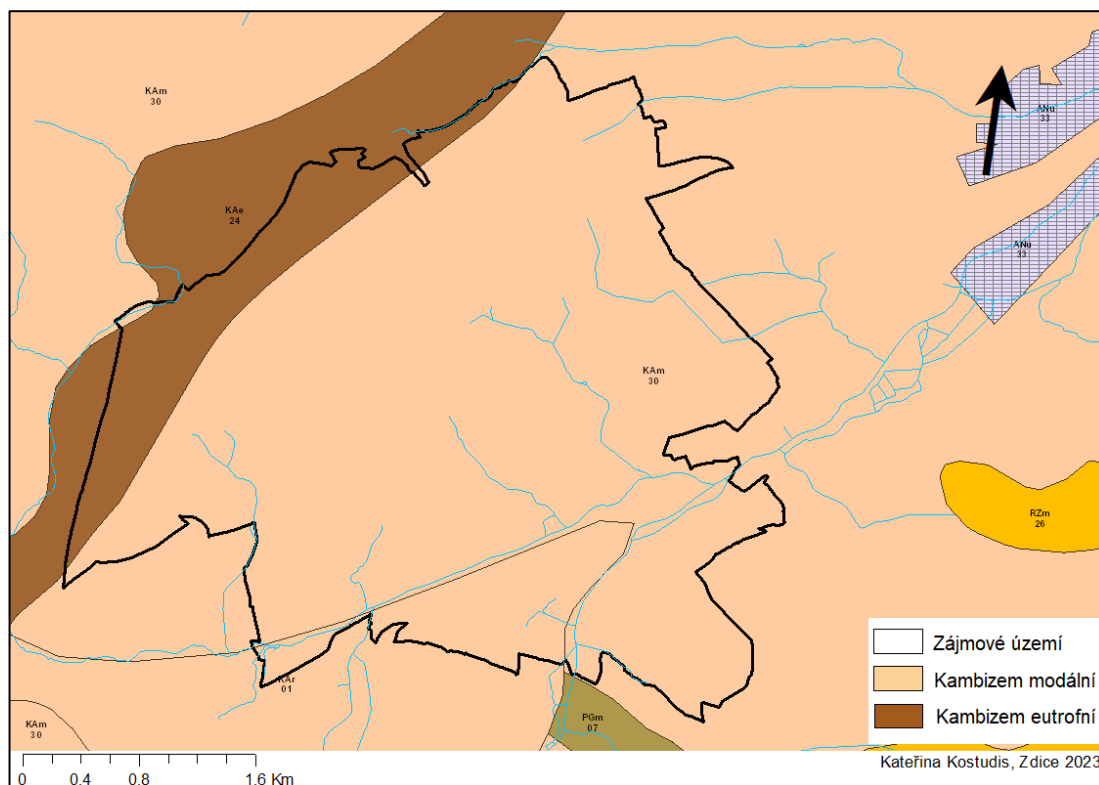 KAm
30
ANu
33
KAe
24
ANu
33
KAm
30
RZm
26
KAr
01
KAm
30
PGm
07
Zájmové území
Kambizem modální
Kambizem eutrofní
0 0.4 0.8 1.6 Km
Kateřina Kostudis, Zdice 2023